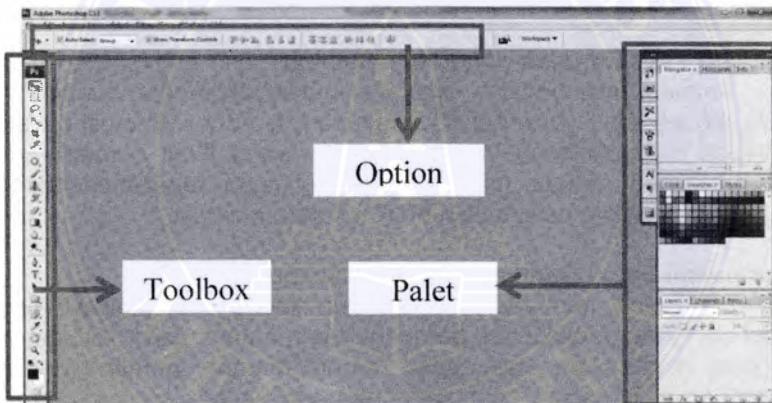 Adobe Photoshop CS3
Auto-Select: Group Show Transform Controls Workspace
Ps
Navigator Histogram Info
Option
Color Swatches Styles
Toolbox
Palet
Layers Channels Paths
Normal